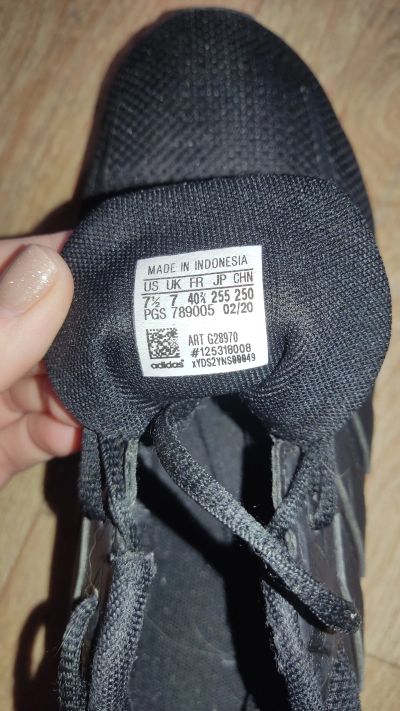 MADE IN INDONESIA
US UK FR JP CHN
7½ 7 40⅔ 255 250
PGS 789005 02/20
ART G28970
#125318008
adidas